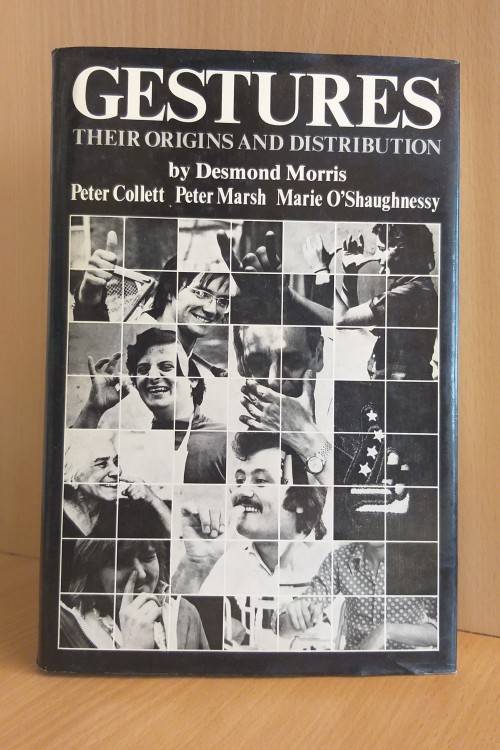 GESTURES
THEIR ORIGINS AND DISTRIBUTION
by Desmond Morris
Peter Collett Peter Marsh Marie O'Shaughnessy